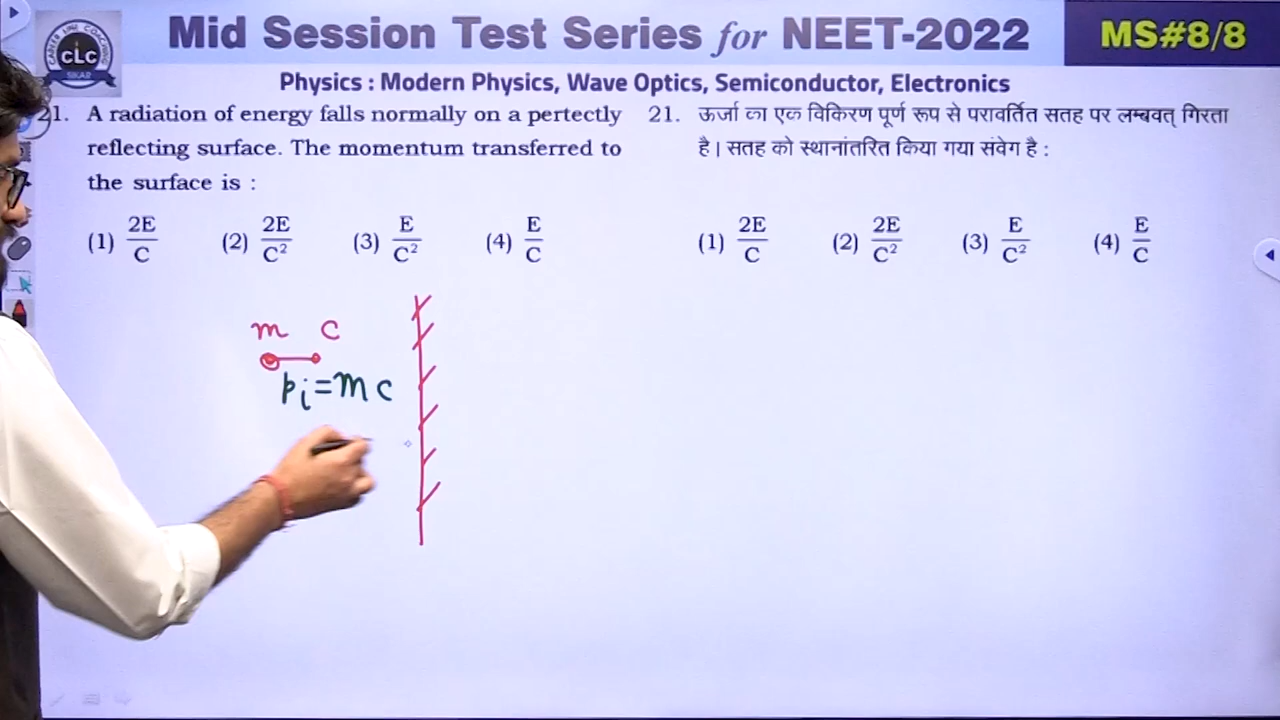 Mid Session Test Series for NEET-2022
MS#8/8
CAREER LINE COACHING
CLC
SIKAR
Physics : Modern Physics, Wave Optics, Semiconductor, Electronics
21. A radiation of energy falls normally on a pertectly
reflecting surface. The momentum transferred to
the surface is :
(1) 2E/C (2) 2E/C² (3) E/C² (4) E/C
21. ऊर्जा का एक विकिरण पूर्ण रूप से परावर्तित सतह पर लम्बवत् गिरता
है। सतह को स्थानांतरित किया गया संवेग है :
(1) 2E/C (2) 2E/C² (3) E/C² (4) E/C
m c
pi=mc